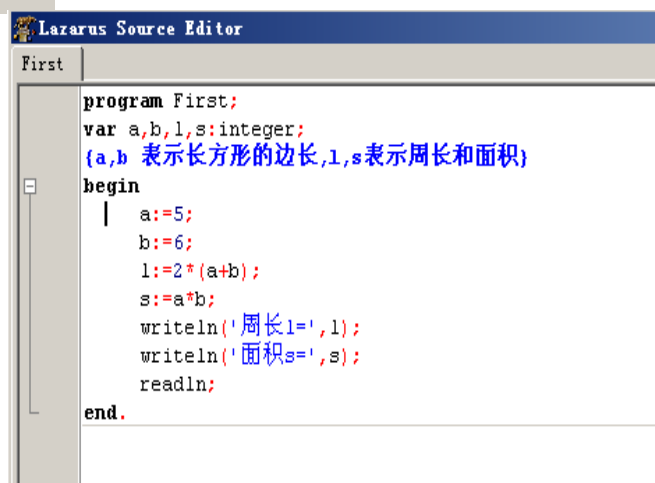 Lazarus Source Editor
First
program First;
var a,b,l,s:integer;
{a,b 表示长方形的边长,l,s表示周长和面积}
begin
a:=5;
b:=6;
l:=2*(a+b);
s:=a*b;
writeln('周长l=',l);
writeln('面积s=',s);
readln;
end.